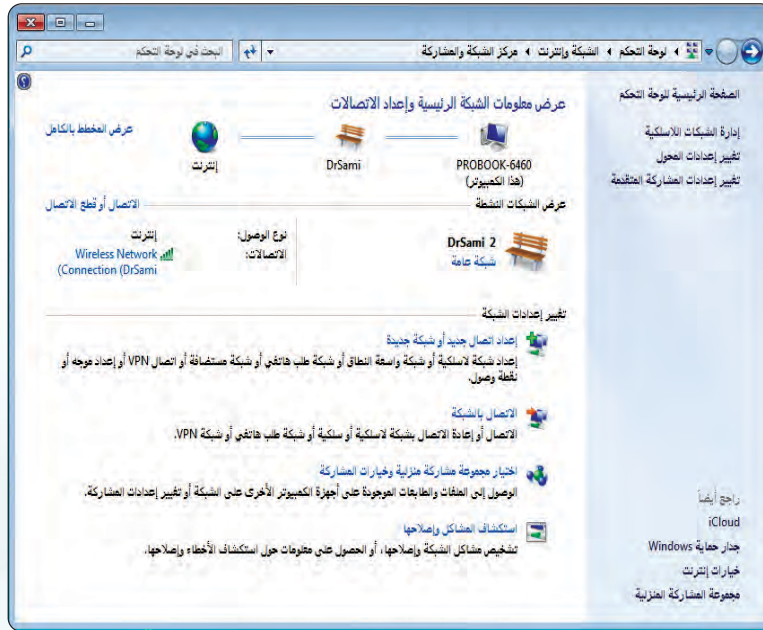 لوحة التحكم ‹ الشبكة وإنترنت ‹ مركز الشبكة والمشاركة
البحث في لوحة التحكم
الصفحة الرئيسية للوحة التحكم
إدارة الشبكات اللاسلكية
تغيير إعدادات المحول
تغيير إعدادات المشاركة المتقدمة
عرض معلومات الشبكة الرئيسية وإعداد الاتصالات
عرض المخطط بالكامل
PROBOOK-6460
(هذا الكمبيوتر)
DrSami
إنترنت
عرض الشبكات النشطة
الاتصال أو قطع الاتصال
DrSami 2
شبكة عامة
نوع الوصول: إنترنت
الاتصالات: Wireless Network
(Connection (DrSami
تغيير إعدادات الشبكة
إعداد اتصال جديد أو شبكة جديدة
إعداد شبكة لاسلكية أو شبكة واسعة النطاق أو شبكة طلب هاتفي أو شبكة مستضافة أو اتصال VPN أو إعداد موجه أو
نقطة وصول.
الاتصال بالشبكة
الاتصال أو إعادة الاتصال بشبكة لاسلكية أو سلكية أو شبكة طلب هاتفي أو شبكة VPN.
اختيار مجموعة مشاركة منزلية وخيارات المشاركة
الوصول إلى الملفات والطابعات الموجودة على أجهزة الكمبيوتر الأخرى على الشبكة أو تغيير إعدادات المشاركة.
استكشاف المشاكل وإصلاحها
تشخيص مشاكل الشبكة وإصلاحها، أو الحصول على معلومات حول استكشاف الأخطاء وإصلاحها.
راجع أيضاً
iCloud
جدار حماية Windows
خيارات إنترنت
مجموعة المشاركة المنزلية